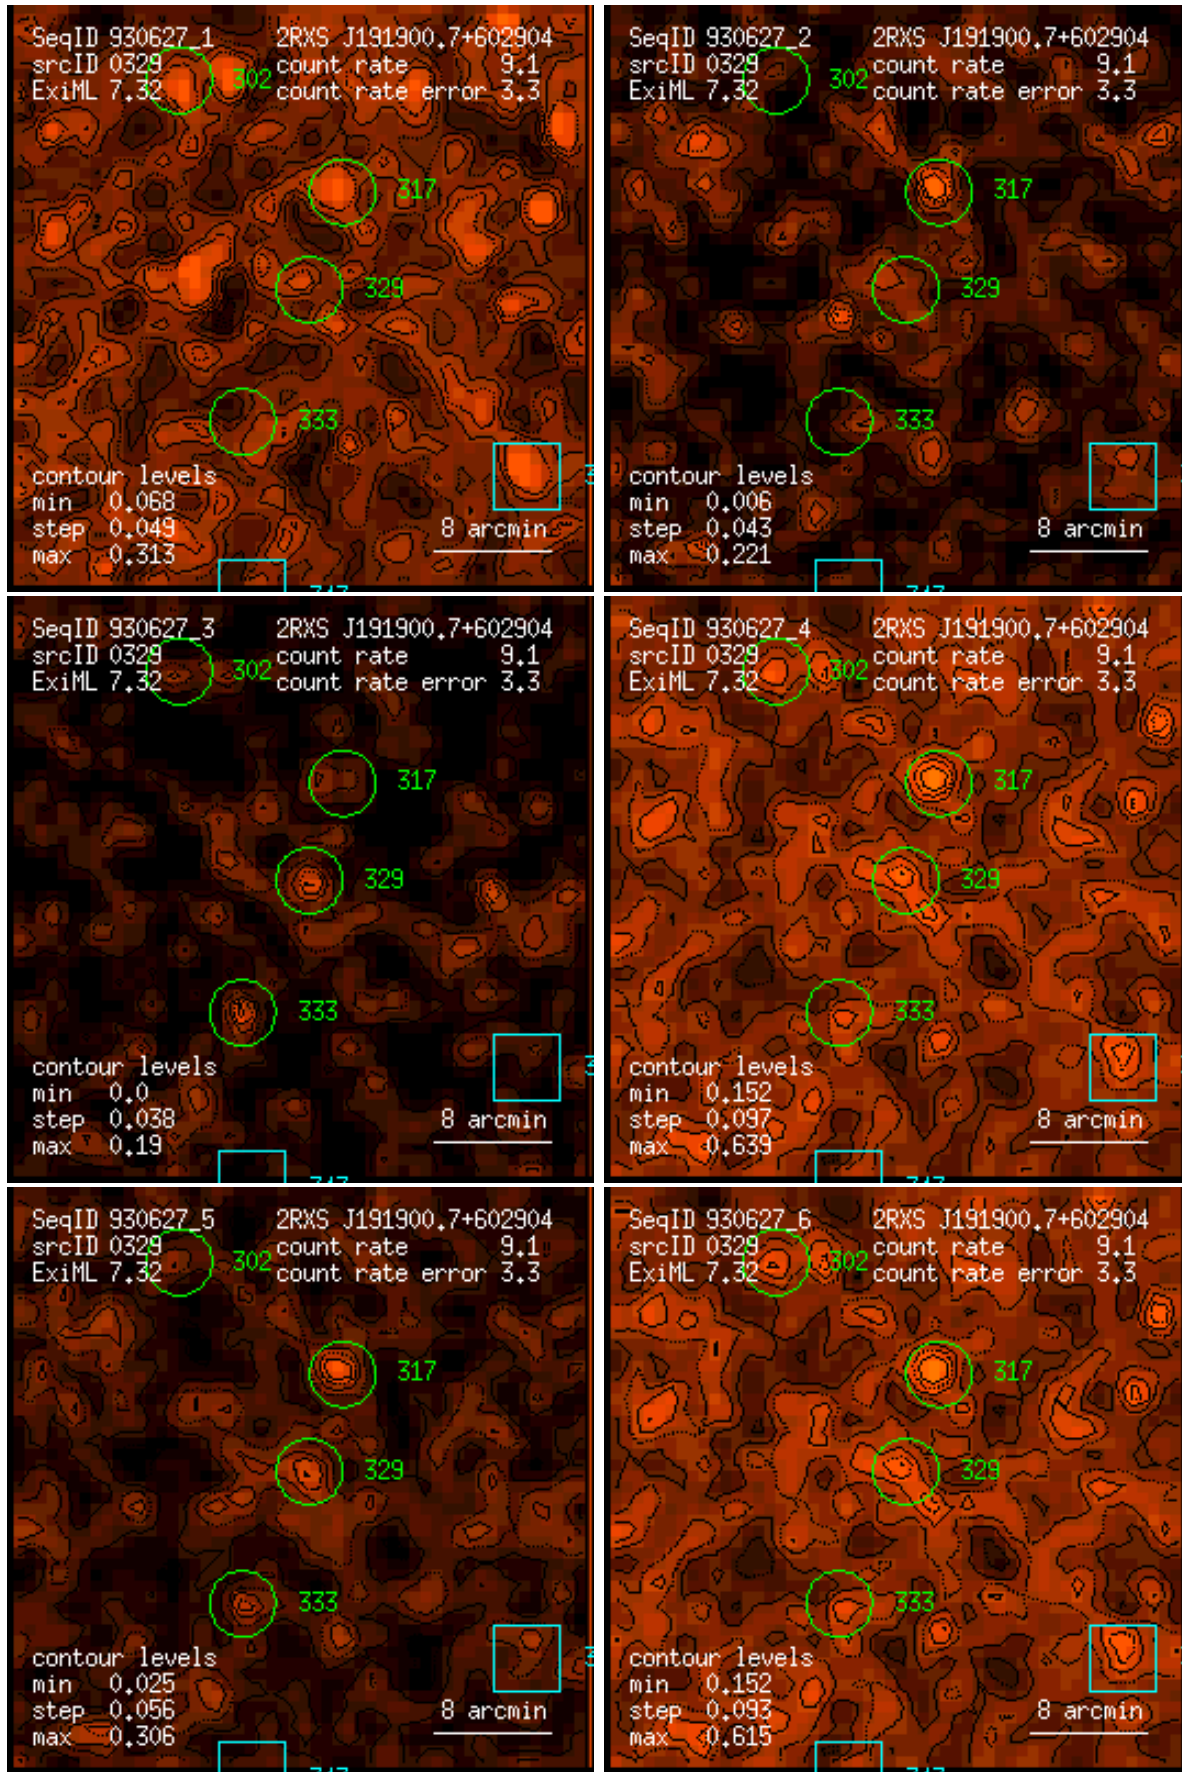 SeqID 930627_1 2RXS J191900.7+602904
srcID 0329 count rate 9.1
ExiML 7.32 302 count rate error 3.3
317
329
333
contour levels
min 0.068
step 0.049 8 arcmin
max 0.313
SeqID 930627_2 2RXS J191900.7+602904
srcID 0329 count rate 9.1
ExiML 7.32 302 count rate error 3.3
317
329
333
contour levels
min 0.006
step 0.043 8 arcmin
max 0.221
SeqID 930627_3 2RXS J191900.7+602904
srcID 0329 count rate 9.1
ExiML 7.32 302 count rate error 3.3
317
329
333
contour levels
min 0.0
step 0.038 8 arcmin
max 0.19
SeqID 930627_4 2RXS J191900.7+602904
srcID 0329 count rate 9.1
ExiML 7.32 302 count rate error 3.3
317
329
333
contour levels
min 0.152
step 0.097 8 arcmin
max 0.639
SeqID 930627_5 2RXS J191900.7+602904
srcID 0329 count rate 9.1
ExiML 7.32 302 count rate error 3.3
317
329
333
contour levels
min 0.025
step 0.056 8 arcmin
max 0.306
SeqID 930627_6 2RXS J191900.7+602904
srcID 0329 count rate 9.1
ExiML 7.32 302 count rate error 3.3
317
329
333
contour levels
min 0.152
step 0.093 8 arcmin
max 0.615